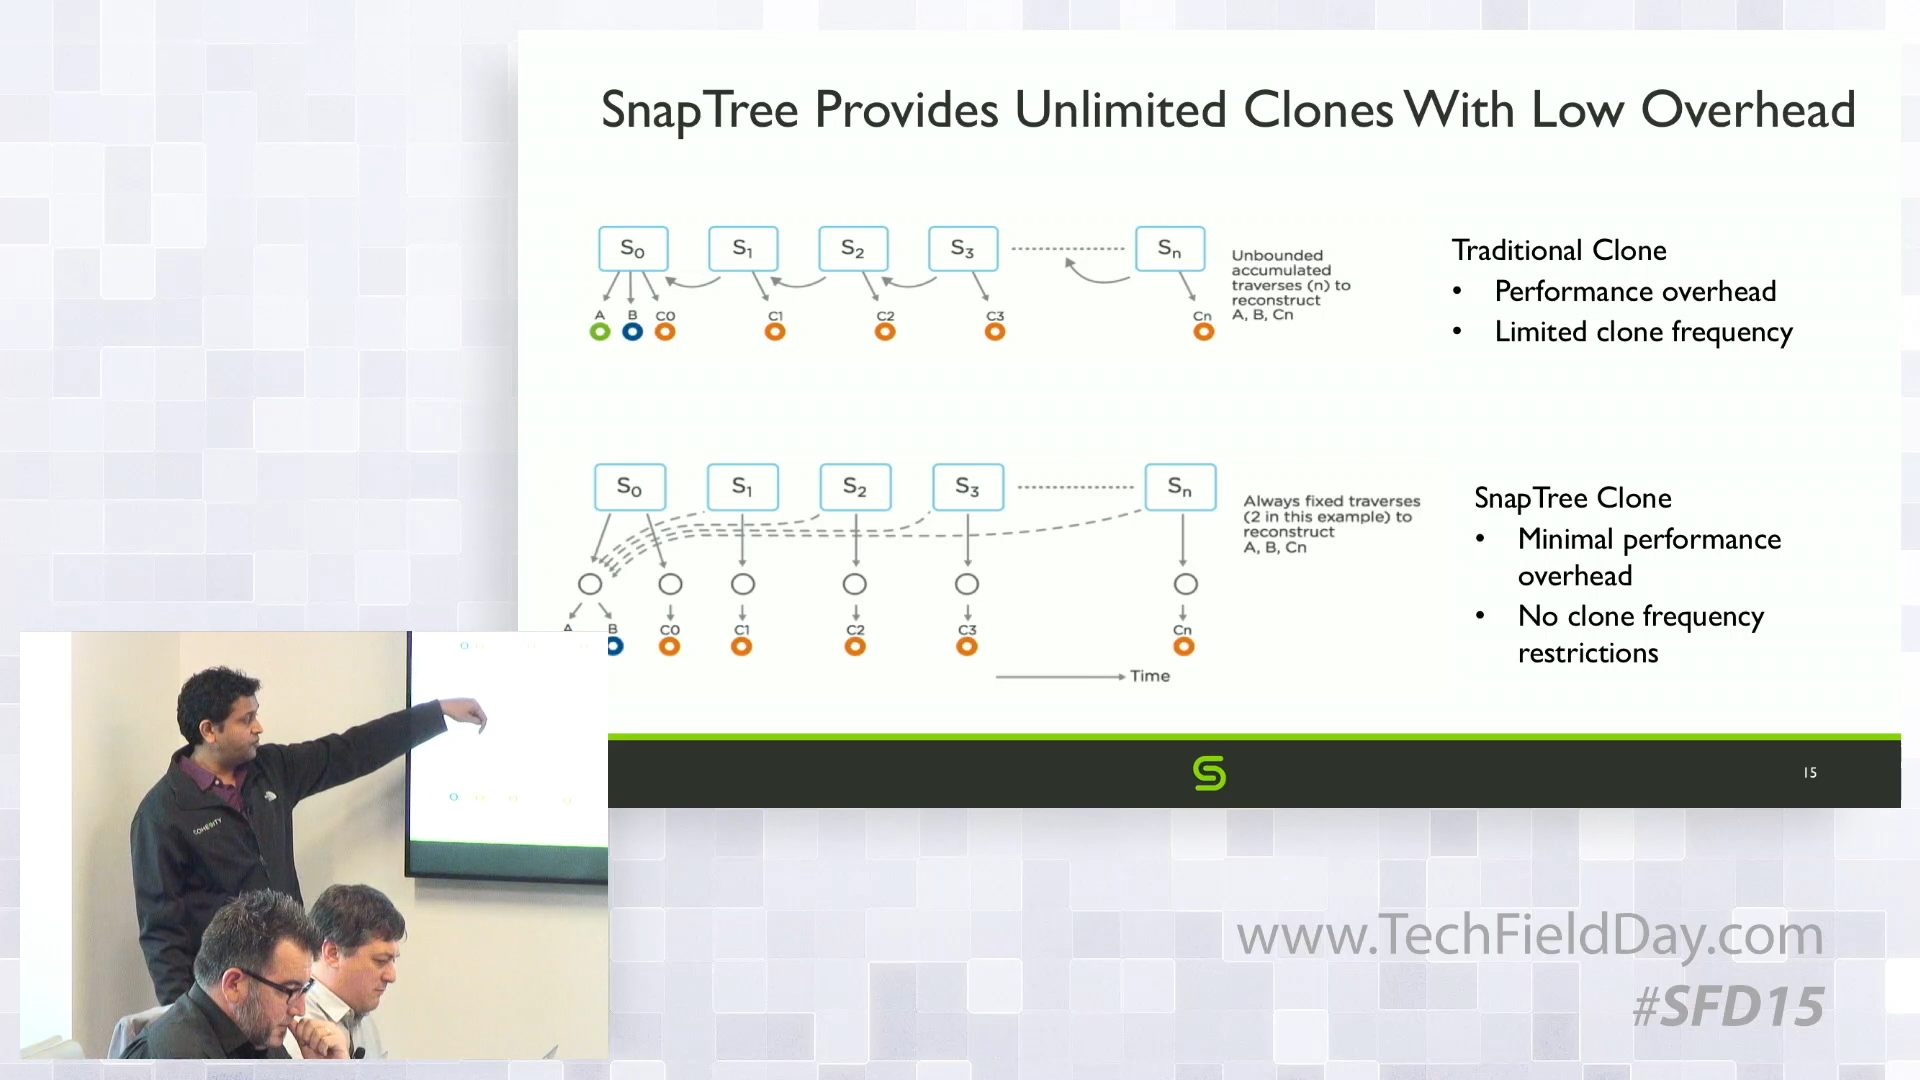 SnapTree Provides Unlimited Clones With Low Overhead
S0 S1 S2 S3 Sn
A B C0 C1 C2 C3 Cn
Unbounded
accumulated
traverses (n) to
reconstruct
A, B, Cn
Traditional Clone
• Performance overhead
• Limited clone frequency
S0 S1 S2 S3 Sn
A B C0 C1 C2 C3 Cn
Time
Always fixed traverses
(2 in this example) to
reconstruct
A, B, Cn
SnapTree Clone
• Minimal performance
overhead
• No clone frequency
restrictions
15
COHESITY
www.TechFieldDay.com
#SFD15